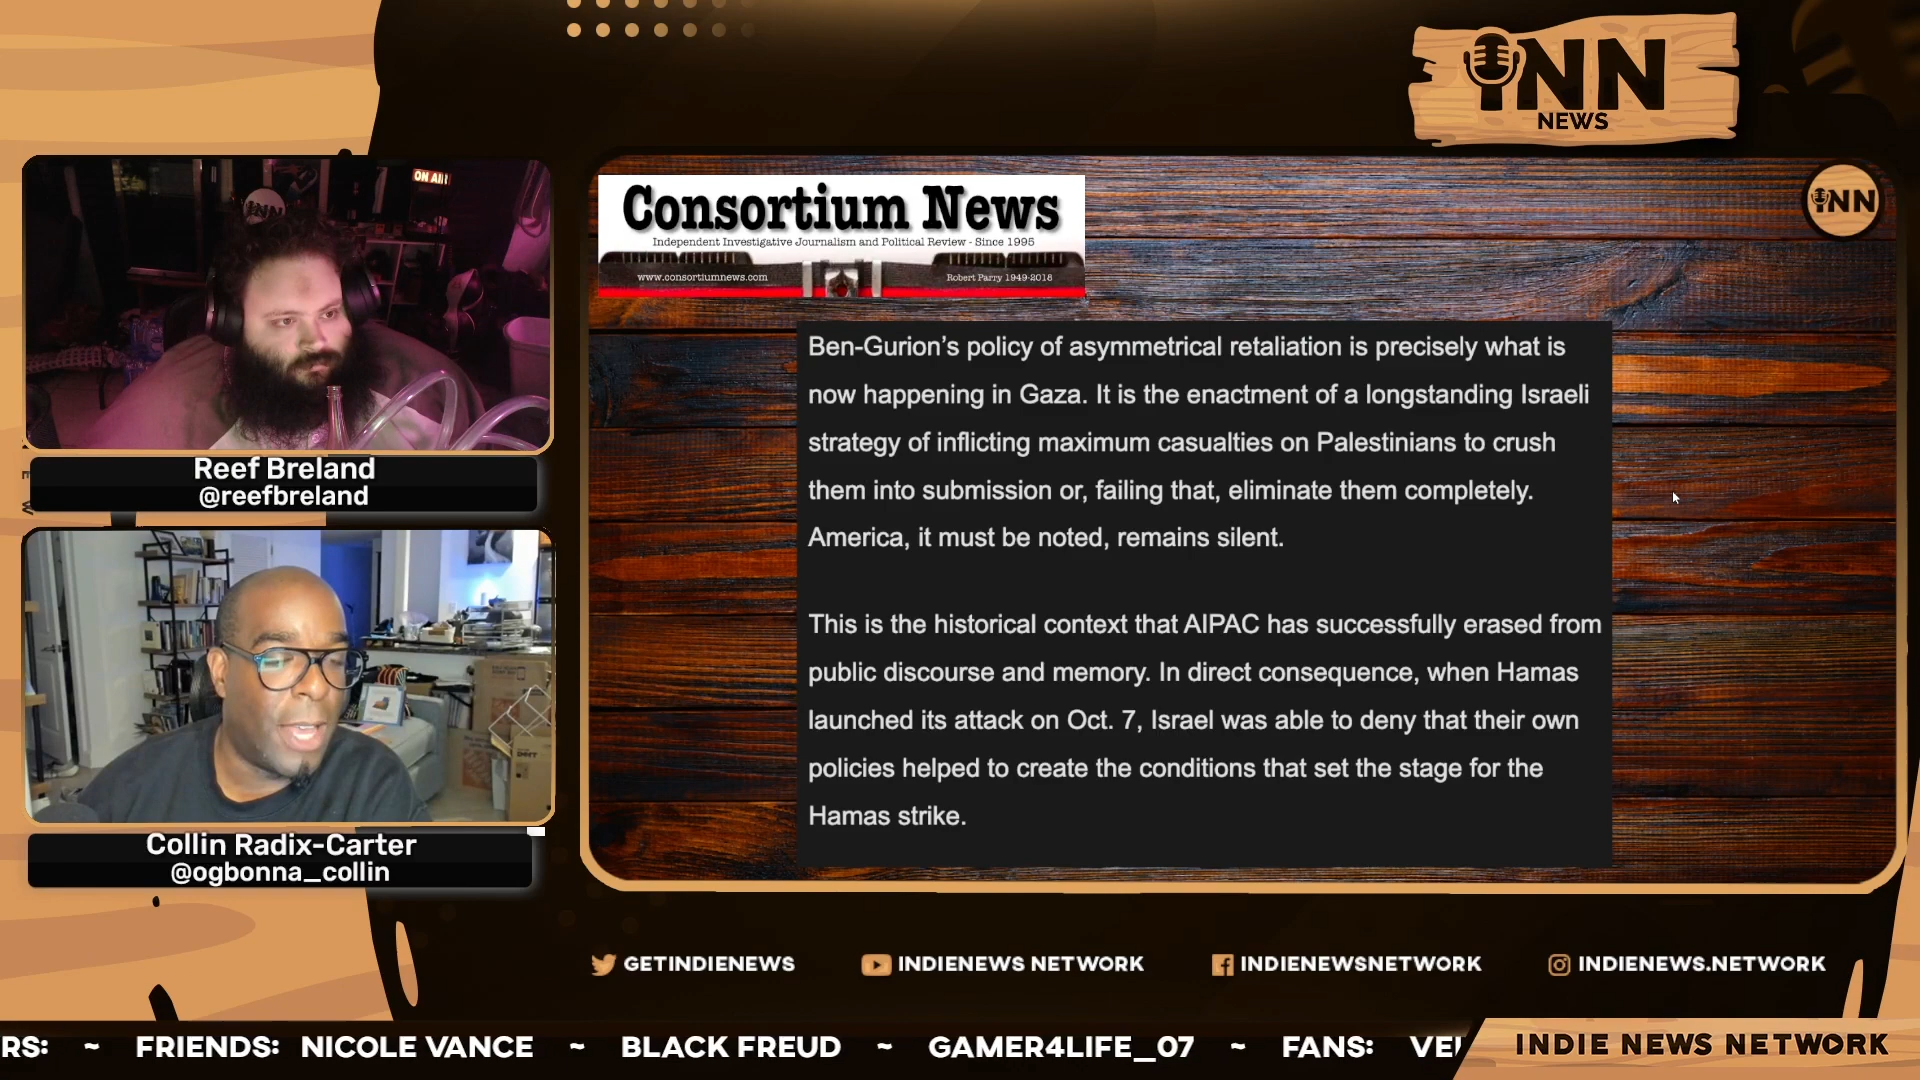 iNN
NEWS
ON AIR
iNN
Consortium News
Independent Investigative Journalism and Political Review - Since 1995
www.consortiumnews.com
Robert Parry 1949-2018
iNN
Ben-Gurion’s policy of asymmetrical retaliation is precisely what is
now happening in Gaza. It is the enactment of a longstanding Israeli
strategy of inflicting maximum casualties on Palestinians to crush
them into submission or, failing that, eliminate them completely.
America, it must be noted, remains silent.
This is the historical context that AIPAC has successfully erased from
public discourse and memory. In direct consequence, when Hamas
launched its attack on Oct. 7, Israel was able to deny that their own
policies helped to create the conditions that set the stage for the
Hamas strike.
Reef Breland
@reefbreland
Collin Radix-Carter
@ogbonna_collin
GETINDIENEWS
INDIENEWS NETWORK
INDIENEWSNETWORK
INDIENEWS.NETWORK
RS: ~ FRIENDS: NICOLE VANCE ~ BLACK FREUD ~ GAMER4LIFE_07 ~ FANS:
INDIE NEWS NETWORK